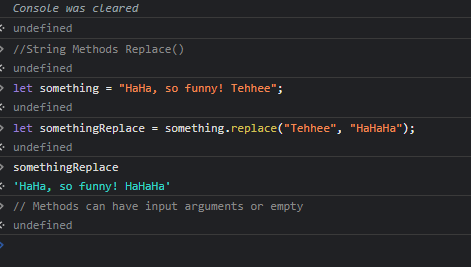 Console was cleared
undefined
//String Methods Replace()
undefined
let something = "HaHa, so funny! Tehhee";
undefined
let somethingReplace = something.replace("Tehhee", "HaHaHa");
undefined
somethingReplace
'HaHa, so funny! HaHaHa'
// Methods can have input arguments or empty
undefined